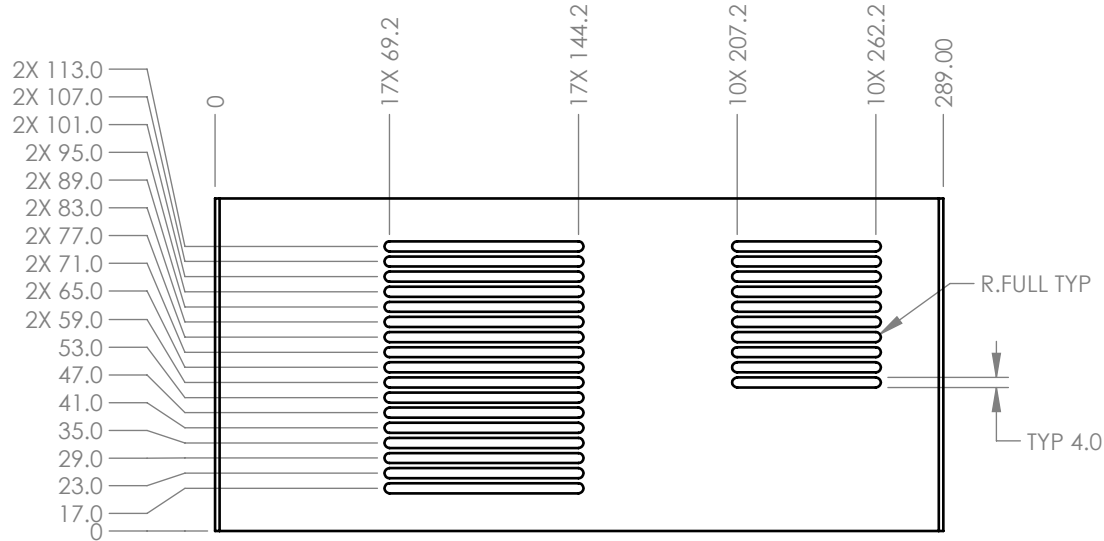 0
17X 69.2
17X 144.2
10X 207.2
10X 262.2
289.00
2X 113.0
2X 107.0
2X 101.0
2X 95.0
2X 89.0
2X 83.0
2X 77.0
2X 71.0
2X 65.0
2X 59.0
53.0
47.0
41.0
35.0
29.0
23.0
17.0
0
R.FULL TYP
TYP 4.0